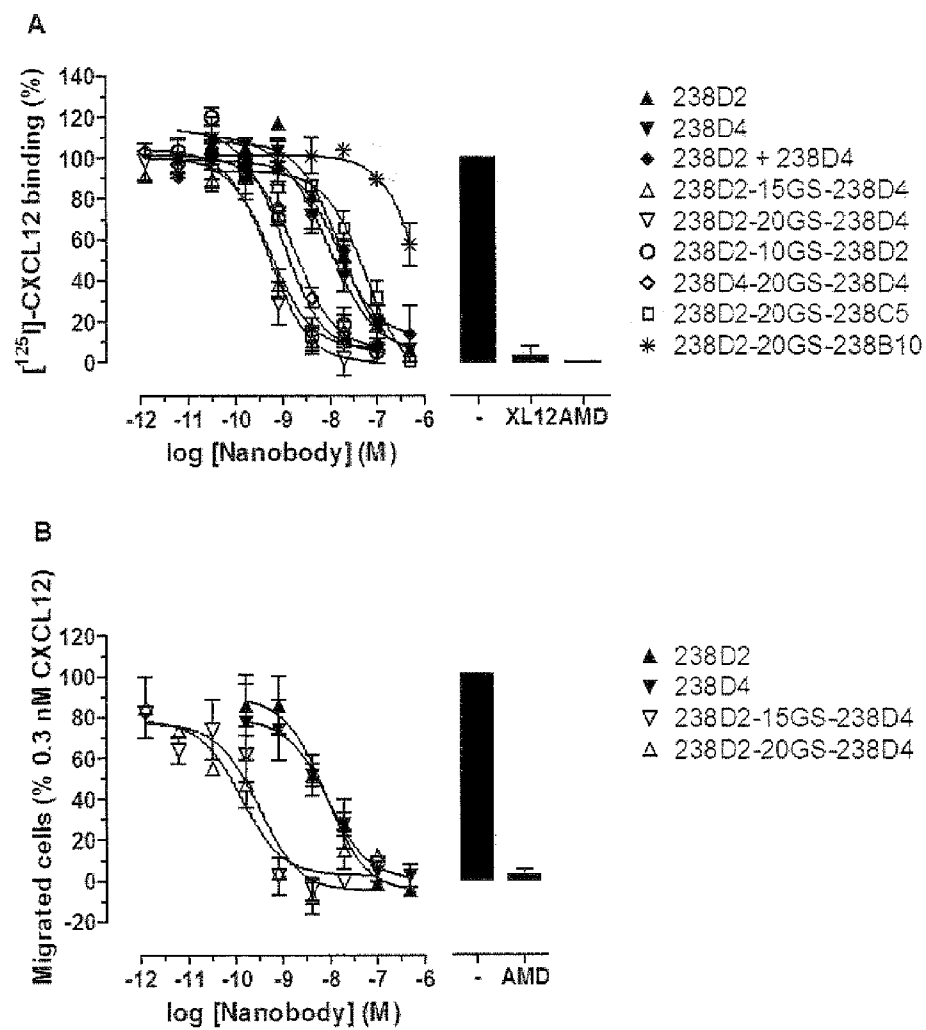 A
[125I]-CXCL12 binding (%)
140
120
100
80
60
40
20
0
-12 -11 -10 -9 -8 -7 -6
log [Nanobody] (M)
- XL12AMD
238D2
238D4
238D2 + 238D4
238D2-15GS-238D4
238D2-20GS-238D4
238D2-10GS-238D2
238D4-20GS-238D4
238D2-20GS-238C5
238D2-20GS-238B10
B
Migrated cells (% 0.3 nM CXCL12)
120
100
80
60
40
20
0
-20
-12 -11 -10 -9 -8 -7 -6
log [Nanobody] (M)
- AMD
238D2
238D4
238D2-15GS-238D4
238D2-20GS-238D4